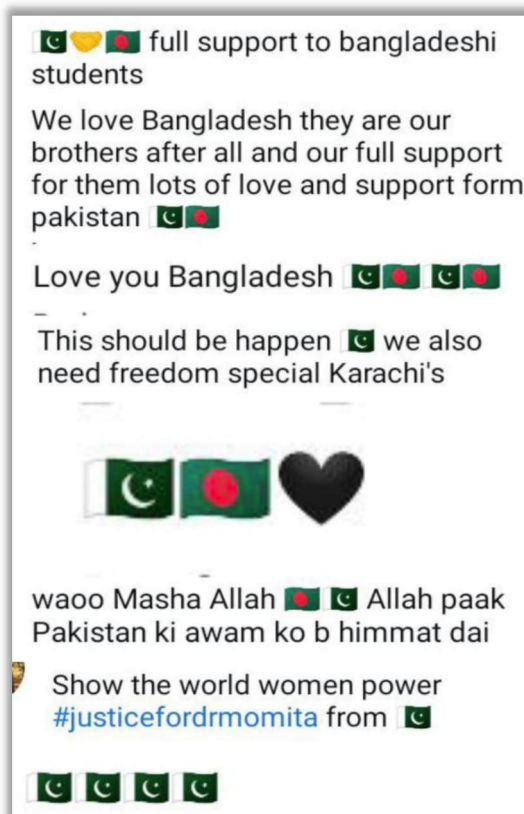 🇵🇰🤝🇧🇩 full support to bangladeshi
students
We love Bangladesh they are our
brothers after all and our full support
for them lots of love and support form
pakistan 🇵🇰🇧🇩
Love you Bangladesh 🇵🇰🇧🇩 🇵🇰🇧🇩
This should be happen 🇵🇰 we also
need freedom special Karachi's
🇵🇰🇧🇩🖤
waoo Masha Allah 🇧🇩 🇵🇰 Allah paak
Pakistan ki awam ko b himmat dai
Show the world women power
#justicefordrmomita from 🇵🇰
🇵🇰 🇵🇰 🇵🇰 🇵🇰